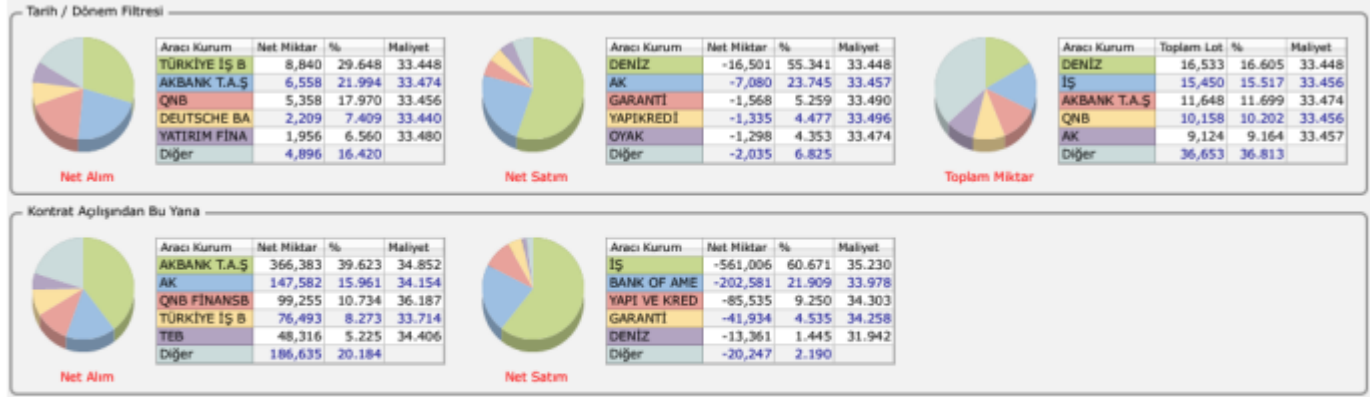 Tarih / Dönem Filtresi
Aracı Kurum Net Miktar % Maliyet
TÜRKİYE İŞ B 8,840 29.648 33.448
AKBANK T.A.Ş 6,558 21.994 33.474
QNB 5,358 17.970 33.456
DEUTSCHE BA 2,209 7.409 33.440
YATIRIM FİNA 1,956 6.560 33.480
Diğer 4,896 16.420
Net Alım
Aracı Kurum Net Miktar % Maliyet
DENİZ -16,501 55.341 33.448
AK -7,080 23.745 33.457
GARANTİ -1,568 5.259 33.490
YAPIKREDİ -1,335 4.477 33.496
OYAK -1,298 4.353 33.474
Diğer -2,035 6.825
Net Satım
Aracı Kurum Toplam Lot % Maliyet
DENİZ 16,533 16.605 33.448
İŞ 15,450 15.517 33.456
AKBANK T.A.Ş 11,648 11.699 33.474
QNB 10,158 10.202 33.456
AK 9,124 9.164 33.457
Diğer 36,653 36.813
Toplam Miktar
Kontrat Açılışından Bu Yana
Aracı Kurum Net Miktar % Maliyet
AKBANK T.A.Ş 366,383 39.623 34.852
AK 147,582 15.961 34.154
QNB FİNANSB 99,255 10.734 36.187
TÜRKİYE İŞ B 76,493 8.273 33.714
TEB 48,316 5.225 34.406
Diğer 186,635 20.184
Net Alım
Aracı Kurum Net Miktar % Maliyet
İŞ -561,006 60.671 35.230
BANK OF AME -202,581 21.909 33.978
YAPI VE KRED -85,535 9.250 34.303
GARANTİ -41,934 4.535 34.258
DENİZ -13,361 1.445 31.942
Diğer -20,247 2.190
Net Satım